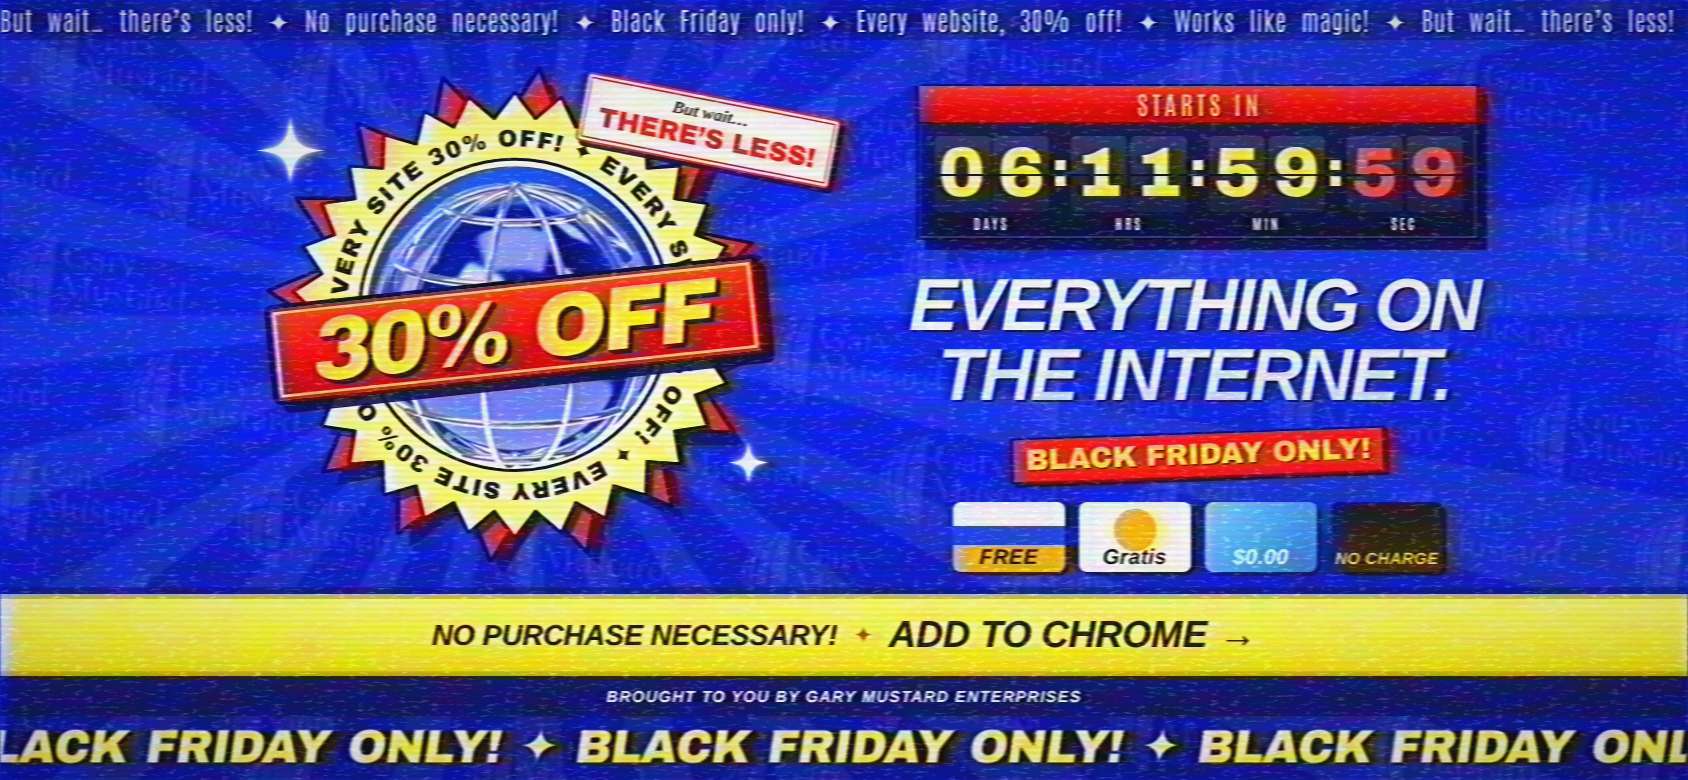 But wait… there's less! ✦ No purchase necessary! ✦ Black Friday only! ✦ Every website, 30% off! ✦ Works like magic! ✦ But wait… there's less!
But wait...
THERE'S LESS!
EVERY SITE 30% OFF! ✦ EVERY SI
30% OFF
OFF! ✦ EVERY SITE 30% O
STARTS IN
06:11:59:59
DAYS HRS MIN SEC
EVERYTHING ON
THE INTERNET.
BLACK FRIDAY ONLY!
FREE Gratis $0.00 NO CHARGE
NO PURCHASE NECESSARY! ✦ ADD TO CHROME →
BROUGHT TO YOU BY GARY MUSTARD ENTERPRISES
LACK FRIDAY ONLY! ✦ BLACK FRIDAY ONLY! ✦ BLACK FRIDAY ONL
Gary
Mustard